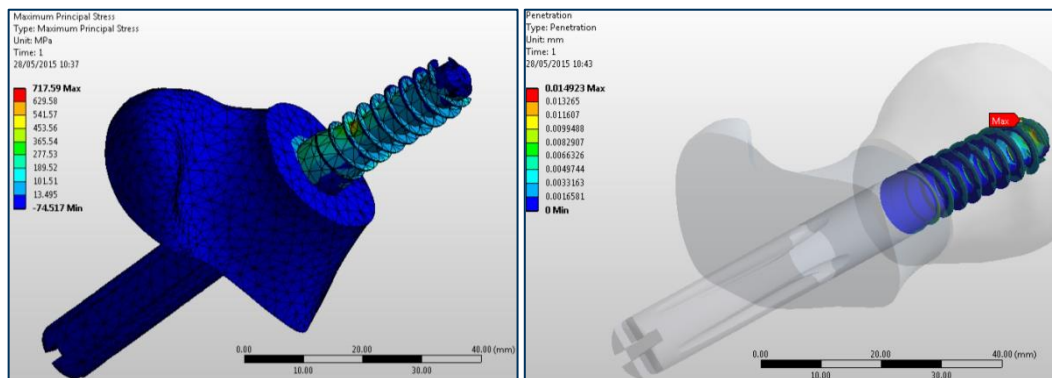 Maximum Principal Stress
Type: Maximum Principal Stress
Unit: MPa
Time: 1
28/05/2015 10:37
717.59 Max
629.58
541.57
453.56
365.54
277.53
189.52
101.51
13.495
-74.517 Min
0.00 20.00 40.00 (mm)
10.00 30.00
Penetration
Type: Penetration
Unit: mm
Time: 1
28/05/2015 10:43
0.014923 Max
0.013265
0.011607
0.0099488
0.0082907
0.0066326
0.0049744
0.0033163
0.0016581
0 Min
Max
0.00 20.00 40.00 (mm)
10.00 30.00